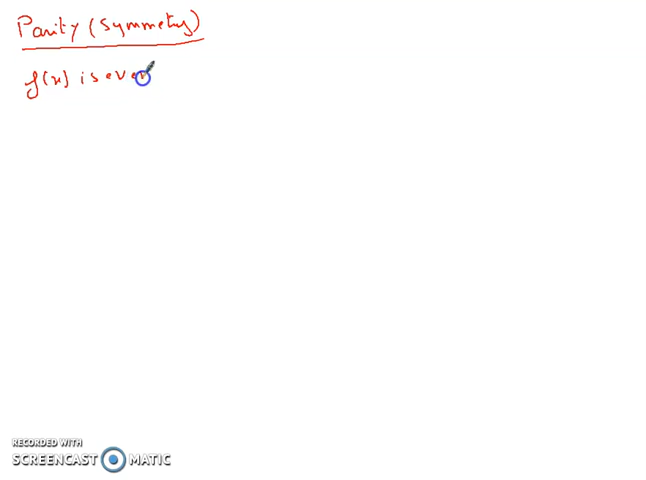 Parity (Symmetry)
f(x) is even
RECORDED WITH
SCREENCAST MATIC